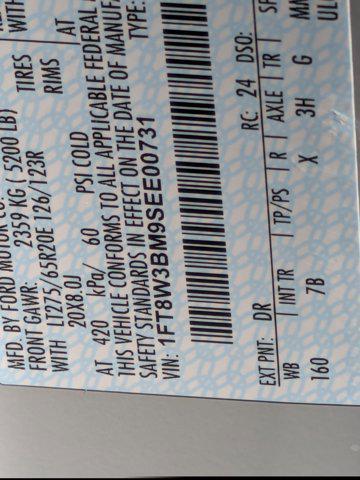 MFD. BY FORD MOTOR CO.
FRONT GAWR: 2359 KG ( 5200 LB)
WITH LT275/65R20E 126/123R TIRES WITH
20X8.0J RIMS
AT 420 kPa/ 60 PSI COLD AT
THIS VEHICLE CONFORMS TO ALL APPLICABLE FEDERAL
SAFETY STANDARDS IN EFFECT ON THE DATE OF MANUF
VIN: 1FT8W3BM9SEE00731 TYPE:
EXT PNT: DR RC: 24 DSO:
WB INT TR TP/PS R AXLE TR
160 7B X 3H G